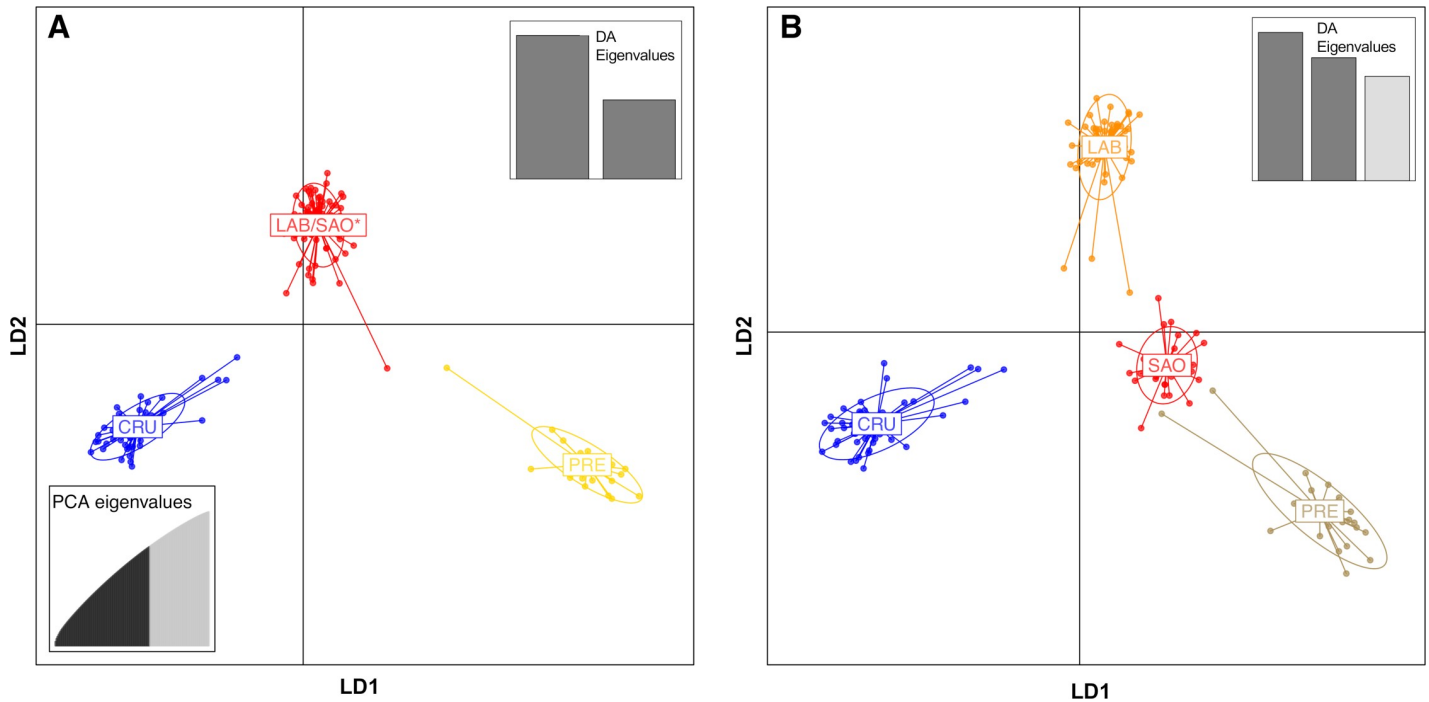 A
DA
Eigenvalues
LAB/SAO*
CRU
PRE
PCA eigenvalues
LD2
LD1
B
DA
Eigenvalues
LAB
SAO
CRU
PRE
LD2
LD1